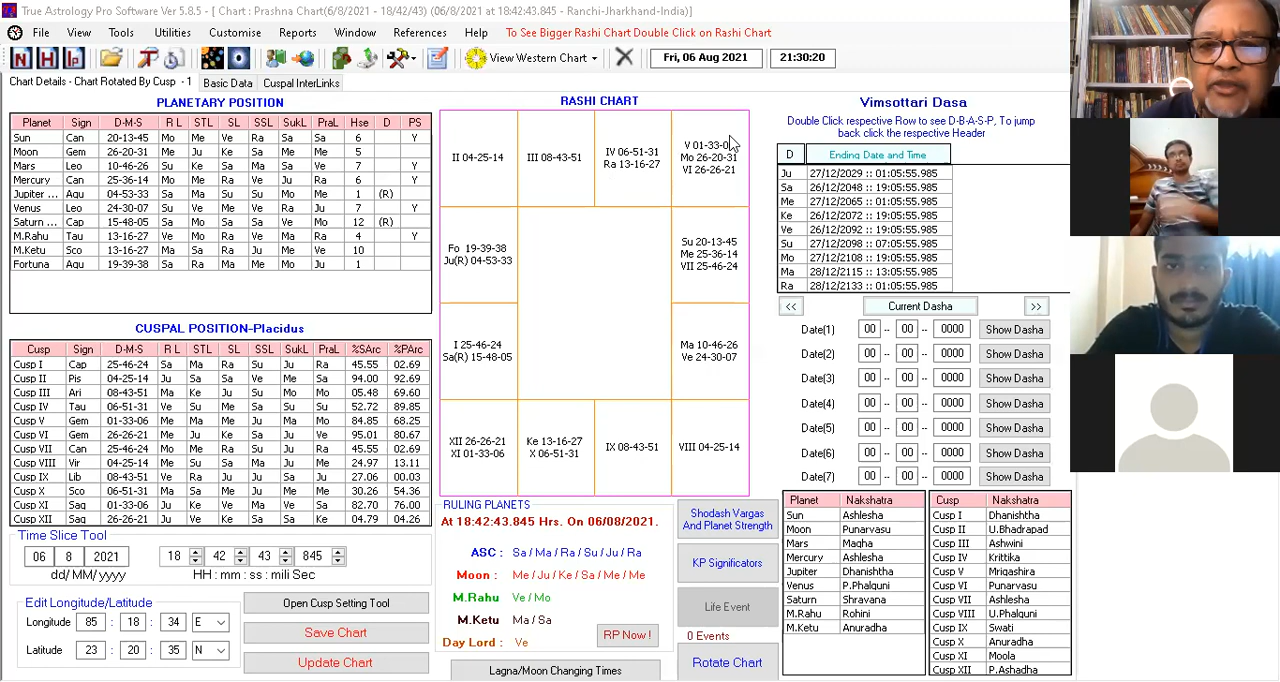 True Astrology Pro Software Ver 5.8.5 - [ Chart : Prashna Chart(6/8/2021 - 18/42/43) (06/08/2021 at 18:42:43.845 - Ranchi-Jharkhand-India)]
File View Tools Utilities Customise Reports Window References Help To See Bigger Rashi Chart Double Click on Rashi Chart
N H Ip View Western Chart Fri, 06 Aug 2021 21:30:20
Chart Details - Chart Rotated By Cusp - 1 Basic Data Cuspal InterLinks
PLANETARY POSITION
Planet Sign D-M-S R L STL SL SSL SukL PraL Hse D PS
Sun Can 20-13-45 Mo Me Ve Ra Sa Sa 6 Y
Moon Gem 26-20-31 Me Ju Ke Sa Me Me 5
Mars Leo 10-46-26 Su Ke Sa Ma Sa Ve 7 Y
Mercury Can 25-36-14 Mo Me Ra Ve Ju Ve 6 Y
Jupiter ... Aqu 04-53-33 Sa Ma Su Su Mo Me 1 (R)
Venus Leo 24-30-07 Su Ve Me Ve Ra Ju 7 Y
Saturn ... Cap 15-48-05 Sa Mo Sa Sa Ve Mo 12 (R)
M.Rahu Tau 13-16-27 Ve Mo Ra Ve Ma Ra 4 Y
M.Ketu Sco 13-16-27 Ma Sa Ra Ju Me Ve 10
Fortuna Aqu 19-39-38 Sa Ra Ma Me Mo Ju 1
CUSPAL POSITION-Placidus
Cusp Sign D-M-S R L STL SL SSL SukL PraL %SArc %PArc
Cusp I Cap 25-46-24 Sa Ma Ra Su Ju Ra 45.55 02.69
Cusp II Pis 04-25-14 Ju Sa Sa Ve Me Sa 94.00 92.69
Cusp III Ari 08-43-51 Ma Ke Ju Su Mo Mo 05.48 69.60
Cusp IV Tau 06-51-31 Ve Su Me Sa Su Su 52.72 89.85
Cusp V Gem 01-33-06 Me Ma Su Ma Ju Su 84.85 68.25
Cusp VI Gem 26-26-21 Me Ju Ke Sa Ju Ma 95.01 80.67
Cusp VII Can 25-46-24 Mo Me Ra Su Ju Ra 45.55 02.69
Cusp VIII Vir 04-25-14 Me Su Sa Ma Ju Me 24.97 13.11
Cusp IX Lib 08-43-51 Ve Ra Ju Ju Sa Ju 27.06 00.03
Cusp X Sco 06-51-31 Ma Sa Me Ju Me Me 30.26 54.36
Cusp XI Sag 01-33-06 Ju Ke Ve Sa Ma Ve 82.70 76.00
Cusp XII Sag 26-26-21 Ju Ve Ke Sa Ke Ma 04.79 04.26
Time Slice Tool
06 8 2021 18 42 43 845
dd/ MM/ yyyy HH : mm : ss : mili Sec
Edit Longitude/Latitude
Longitude 85 : 18 : 34 E
Latitude 23 : 20 : 35 N
Open Cusp Setting Tool
Save Chart
Update Chart
RASHI CHART
II 04-25-14
III 08-43-51
IV 06-51-31
Ra 13-16-27
V 01-33-0
Mo 26-20-31
VI 26-26-21
Fo 19-39-38
Ju(R) 04-53-33
Su 20-13-45
Me 25-36-14
VII 25-46-24
I 25-46-24
Sa(R) 15-48-05
Ma 10-46-26
Ve 24-30-07
XII 26-26-21
XI 01-33-06
Ke 13-16-27
X 06-51-31
IX 08-43-51
VIII 04-25-14
RULING PLANETS
At 18:42:43.845 Hrs. On 06/08/2021.
ASC: Sa / Ma / Ra / Su / Ju / Ra
Moon : Me / Ju / Ke / Sa / Me / Me
M.Rahu Ve / Mo
M.Ketu Ma / Sa
Day Lord : Ve
RP Now !
Lagna/Moon Changing Times
Shodash Vargas
And Planet Strength
KP Significators
Life Event
0 Events
Rotate Chart
Vimsottari Dasa
Double Click respective Row to see D-B-A-S-P, To jump
back click the respective Header
D Ending Date and Time
Ju 27/12/2029 :: 01:05:55.985
Sa 26/12/2048 :: 19:05:55.985
Me 27/12/2065 :: 01:05:55.985
Ke 26/12/2072 :: 19:05:55.985
Ve 26/12/2092 :: 19:05:55.985
Su 27/12/2098 :: 07:05:55.985
Mo 27/12/2108 :: 19:05:55.985
Ma 28/12/2115 :: 13:05:55.985
Ra 28/12/2133 :: 01:05:55.985
<< Current Dasha >>
Date(1) 00 -- 00 -- 0000 Show Dasha
Date(2) 00 -- 00 -- 0000 Show Dasha
Date(3) 00 -- 00 -- 0000 Show Dasha
Date(4) 00 -- 00 -- 0000 Show Dasha
Date(5) 00 -- 00 -- 0000 Show Dasha
Date(6) 00 -- 00 -- 0000 Show Dasha
Date(7) 00 -- 00 -- 0000 Show Dasha
Planet Nakshatra
Sun Ashlesha
Moon Punarvasu
Mars Magha
Mercury Ashlesha
Jupiter Dhanishtha
Venus P.Phalguni
Saturn Shravana
M.Rahu Rohini
M.Ketu Anuradha
Cusp Nakshatra
Cusp I Dhanishtha
Cusp II U.Bhadrapad
Cusp III Ashwini
Cusp IV Krittika
Cusp V Mrigashira
Cusp VI Punarvasu
Cusp VII Ashlesha
Cusp VIII U.Phalguni
Cusp IX Swati
Cusp X Anuradha
Cusp XI Moola
Cusp XII P.Ashadha